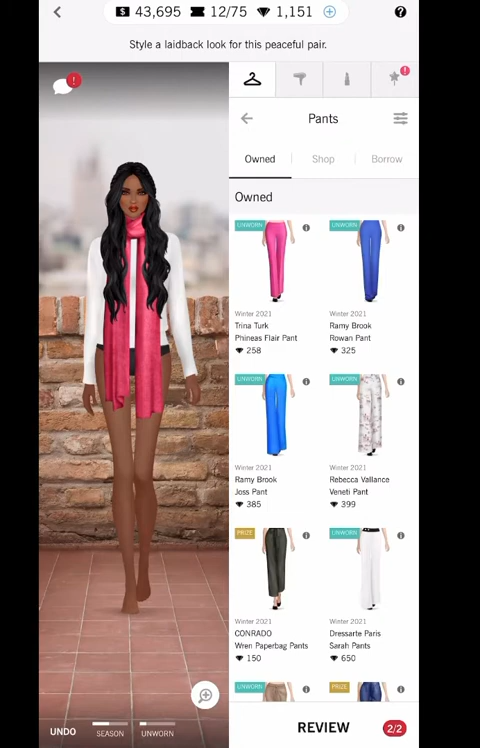 43,695 12/75 1,151
Style a laidback look for this peaceful pair.
Pants
Owned Shop Borrow
Owned
UNWORN UNWORN
Winter 2021
Trina Turk
Phineas Flair Pant
258
Winter 2021
Ramy Brook
Rowan Pant
325
UNWORN UNWORN
Winter 2021
Ramy Brook
Joss Pant
385
Winter 2021
Rebecca Vallance
Veneti Pant
399
PRIZE UNWORN
Winter 2021
CONRADO
Wren Paperbag Pants
150
Winter 2021
Dressarte Paris
Sarah Pants
650
UNWORN PRIZE
UNDO SEASON UNWORN
REVIEW 2/2